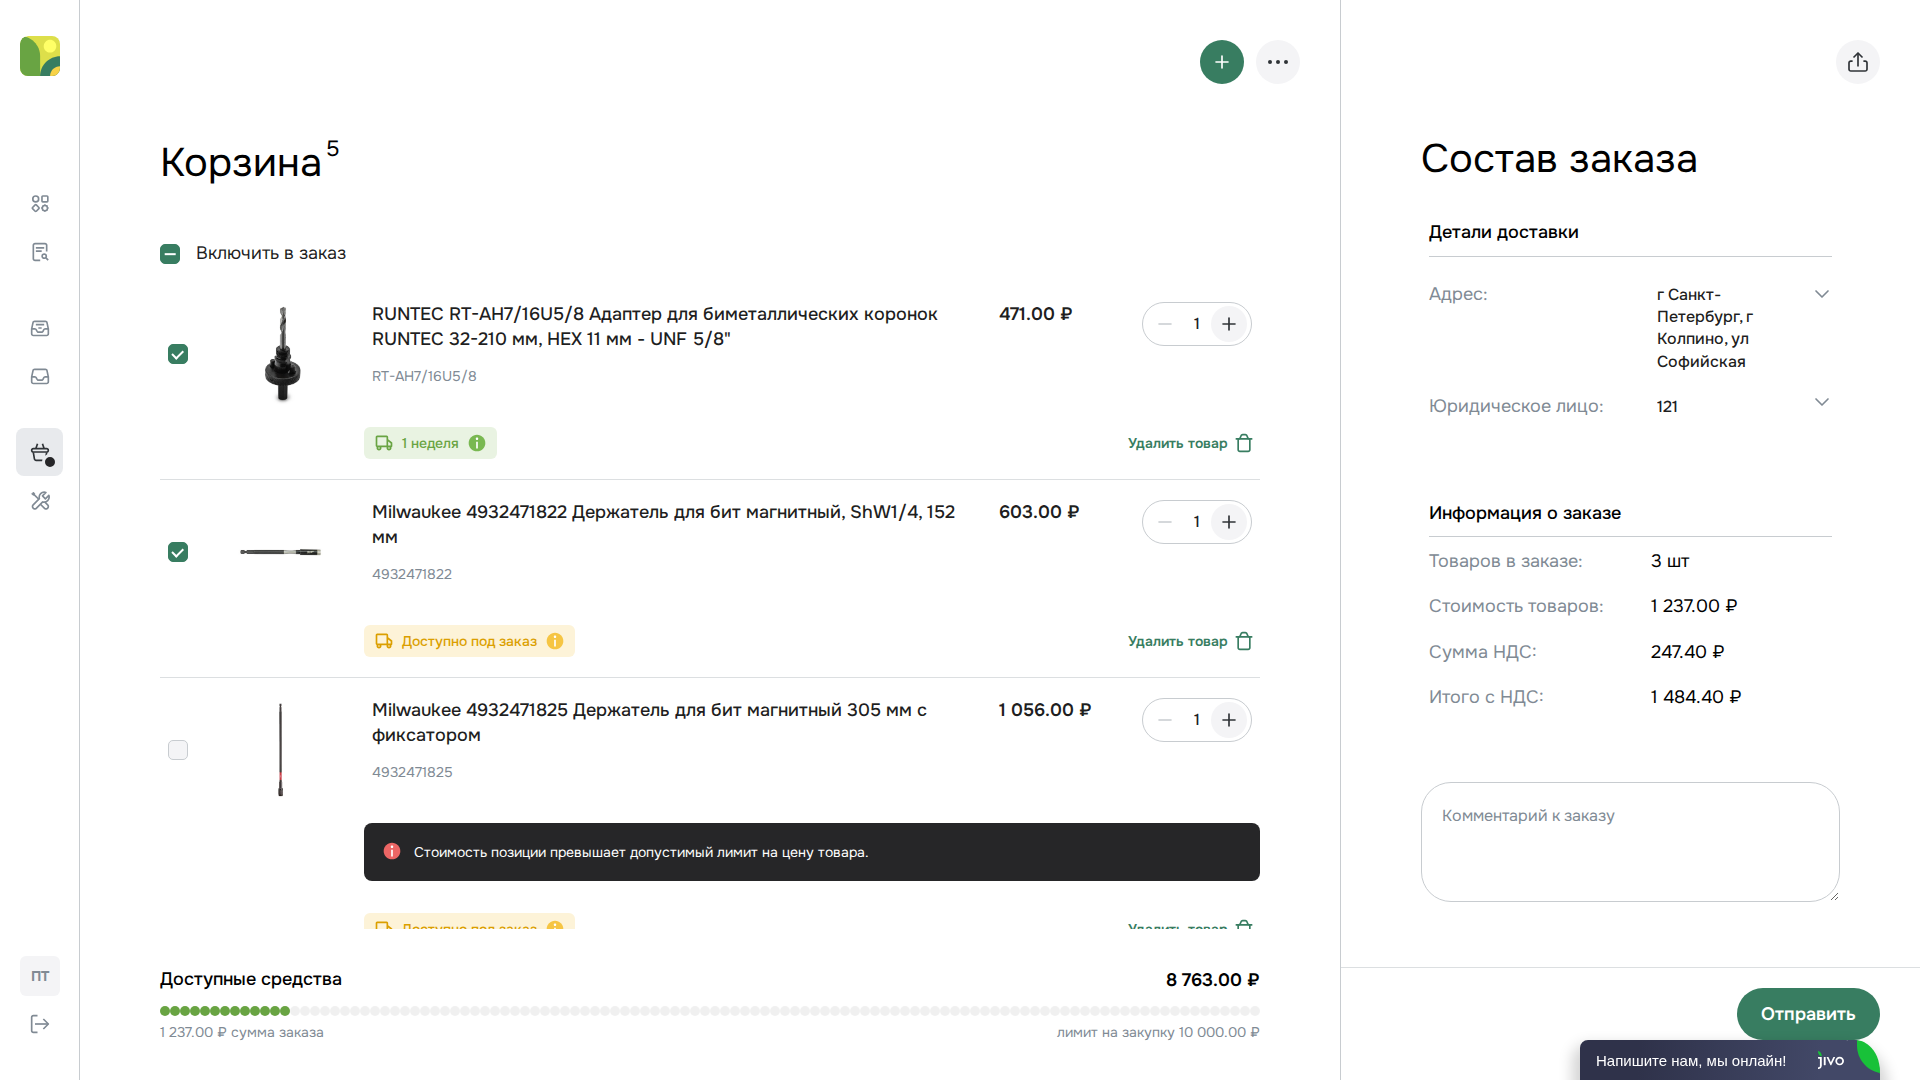 Корзина 5
Включить в заказ
RUNTEC RT-AH7/16U5/8 Адаптер для биметаллических коронок
RUNTEC 32-210 мм, HEX 11 мм - UNF 5/8"
471.00 ₽
1
RT-AH7/16U5/8
1 неделя
Удалить товар
Milwaukee 4932471822 Держатель для бит магнитный, ShW1/4, 152
мм
603.00 ₽
1
4932471822
Доступно под заказ
Удалить товар
Milwaukee 4932471825 Держатель для бит магнитный 305 мм с
фиксатором
1 056.00 ₽
1
4932471825
Стоимость позиции превышает допустимый лимит на цену товара.
Доступно под заказ
Удалить товар
Доступные средства
8 763.00 ₽
1 237.00 ₽ сумма заказа
лимит на закупку 10 000.00 ₽
ПТ
Состав заказа
Детали доставки
Адрес:
г Санкт-
Петербург, г
Колпино, ул
Софийская
Юридическое лицо:
121
Информация о заказе
Товаров в заказе:
3 шт
Стоимость товаров:
1 237.00 ₽
Сумма НДС:
247.40 ₽
Итого с НДС:
1 484.40 ₽
Комментарий к заказу
Отправить
Напишите нам, мы онлайн!
jivo